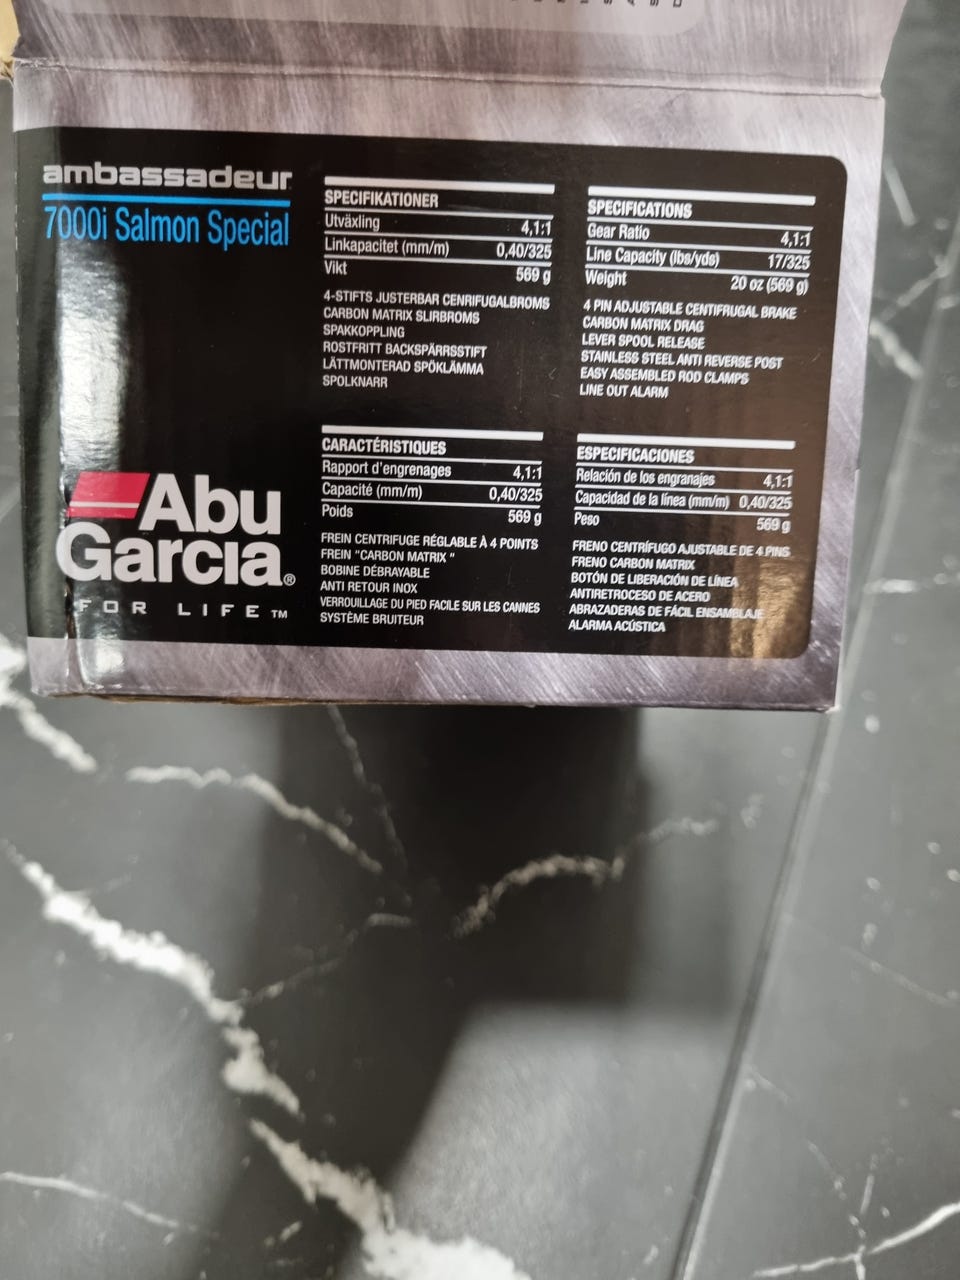 ambassadeur
7000i Salmon Special
SPECIFIKATIONER
Utväxling 4,1:1
Linkapacitet (mm/m) 0,40/325
Vikt 569 g
4-STIFTS JUSTERBAR CENRIFUGALBROMS
CARBON MATRIX SLIRBROMS
SPAKKOPPLING
ROSTFRITT BACKSPÄRRSSTIFT
LÄTTMONTERAD SPÖKLÄMMA
SPOLKNARR
SPECIFICATIONS
Gear Ratio 4,1:1
Line Capacity (lbs/yds) 17/325
Weight 20 oz (569 g)
4 PIN ADJUSTABLE CENTIFRUGAL BRAKE
CARBON MATRIX DRAG
LEVER SPOOL RELEASE
STAINLESS STEEL ANTI REVERSE POST
EASY ASSEMBLED ROD CLAMPS
LINE OUT ALARM
CARACTÉRISTIQUES
Rapport d'engrenages 4,1:1
Capacité (mm/m) 0,40/325
Poids 569 g
FREIN CENTRIFUGE RÉGLABLE À 4 POINTS
FREIN "CARBON MATRIX "
BOBINE DÉBRAYABLE
ANTI RETOUR INOX
VERROUILLAGE DU PIED FACILE SUR LES CANNES
SYSTÈME BRUITEUR
ESPECIFICACIONES
Relación de los engranajes 4,1:1
Capacidad de la línea (mm/m) 0,40/325
Peso 569 g
FRENO CENTRÍFUGO AJUSTABLE DE 4 PINS
FRENO CARBON MATRIX
BOTÓN DE LIBERACIÓN DE LÍNEA
ANTIRETROCESO DE ACERO
ABRAZADERAS DE FÁCIL ENSAMBLAJE
ALARMA ACÚSTICA
Abu
Garcia®
FOR LIFE™